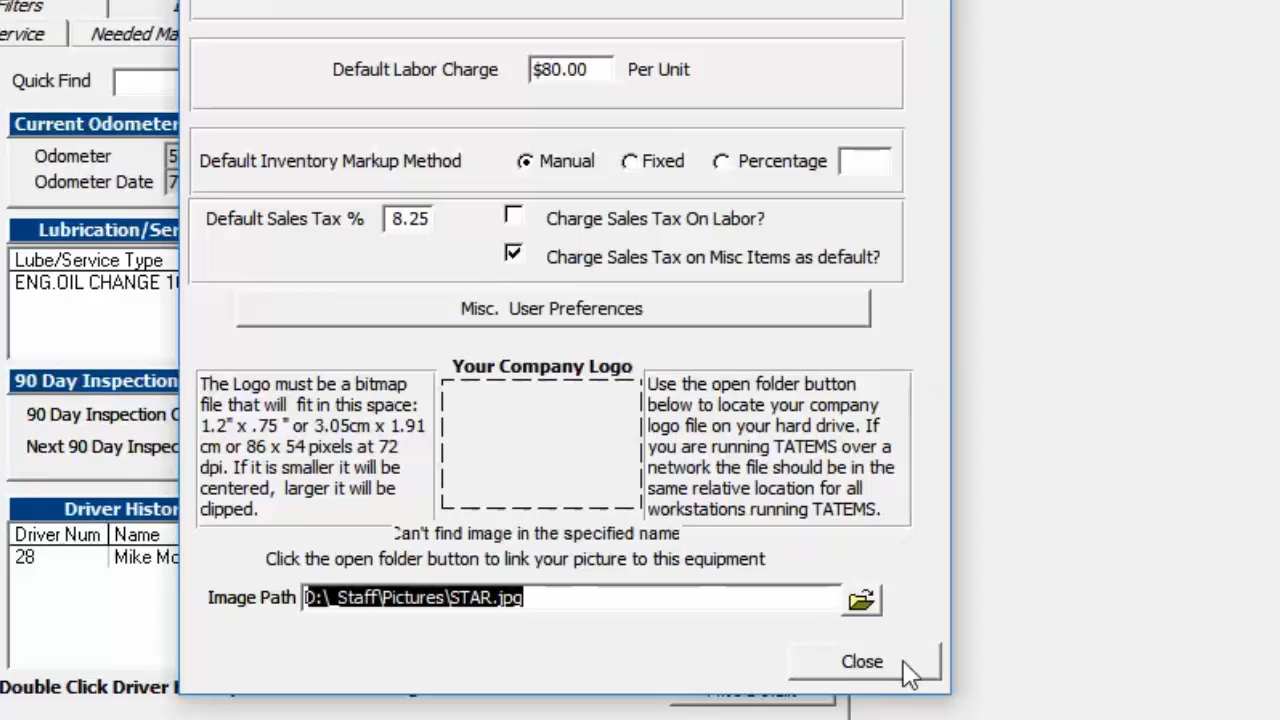 Filters
ervice
Needed Ma
Quick Find
Current Odometer
Odometer
5
Odometer Date
7
Lubrication/Ser
Lube/Service Type
ENG.OIL CHANGE 1
90 Day Inspection
90 Day Inspection C
Next 90 Day Inspec
Driver Histor
Driver Num
Name
28
Mike Mc
Double Click Driver
Default Labor Charge
$80.00
Per Unit
Default Inventory Markup Method
Manual
Fixed
Percentage
Default Sales Tax %
8.25
Charge Sales Tax On Labor?
Charge Sales Tax on Misc Items as default?
Misc. User Preferences
Your Company Logo
The Logo must be a bitmap
file that will fit in this space:
1.2" x .75 " or 3.05cm x 1.91
cm or 86 x 54 pixels at 72
dpi. If it is smaller it will be
centered, larger it will be
clipped.
Use the open folder button
below to locate your company
logo file on your hard drive. If
you are running TATEMS over a
network the file should be in the
same relative location for all
workstations running TATEMS.
Can't find image in the specified name
Click the open folder button to link your picture to this equipment
Image Path
D:\_Staff\Pictures\STAR.jpg
Close